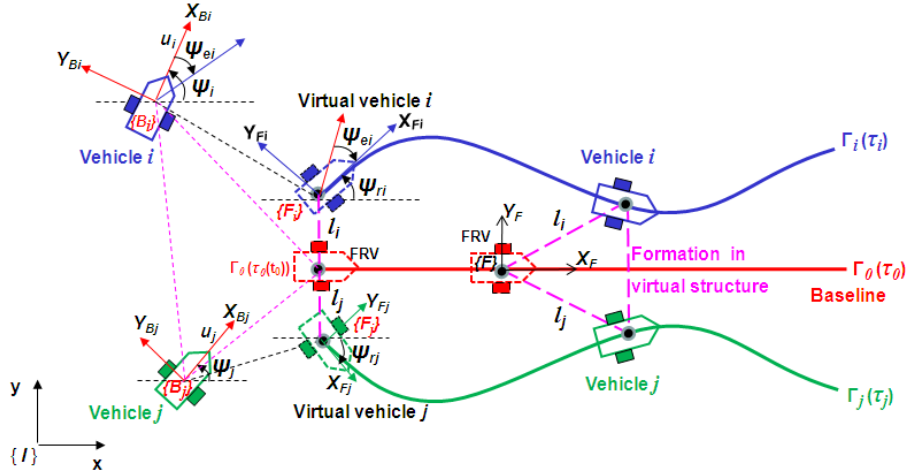 X_Bi
u_i
ψ_ei
Y_Bi
ψ_i
{B_i}
Vehicle i
Virtual vehicle i
X_Fi
Y_Fi
ψ_ei
ψ_ri
{F_i}
l_i
Vehicle i
Γ_i(τ_i)
Γ_0(τ_0(t_0))
FRV
Y_F
FRV
{F}
X_F
l_i
Formation in
virtual structure
Γ_0(τ_0)
Baseline
l_j
l_j
Y_Fj
{F_j}
ψ_rj
X_Fj
Virtual vehicle j
X_Bj
u_j
Y_Bj
ψ_j
{B_j}
Vehicle j
Vehicle j
Γ_j(τ_j)
y
x
{I}